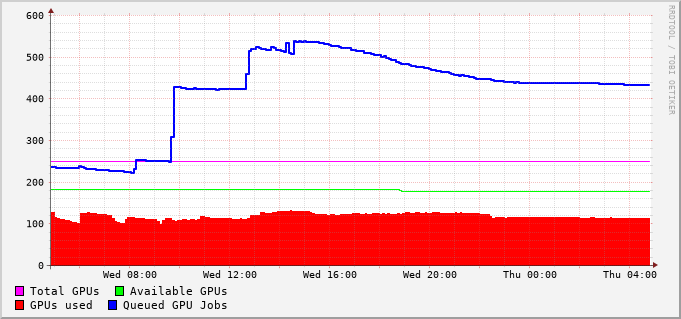 600
500
400
300
200
100
0
Wed 08:00 Wed 12:00 Wed 16:00 Wed 20:00 Thu 00:00 Thu 04:00
Total GPUs Available GPUs
GPUs used Queued GPU Jobs
RRDTOOL / TOBI OETIKER